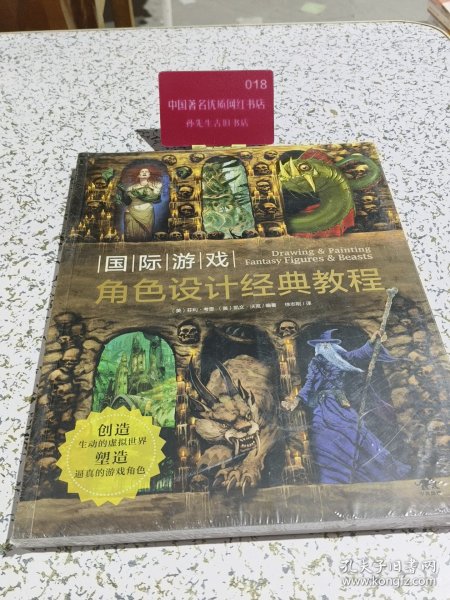 018
中国著名优质网红书店
孙先生古旧书店
国际游戏
Drawing & Painting
Fantasy Figures & Beasts
角色设计经典教程
创造
生动的虚拟世界
塑造
逼真的游戏角色
孔夫子旧书网
www.kongfz.com